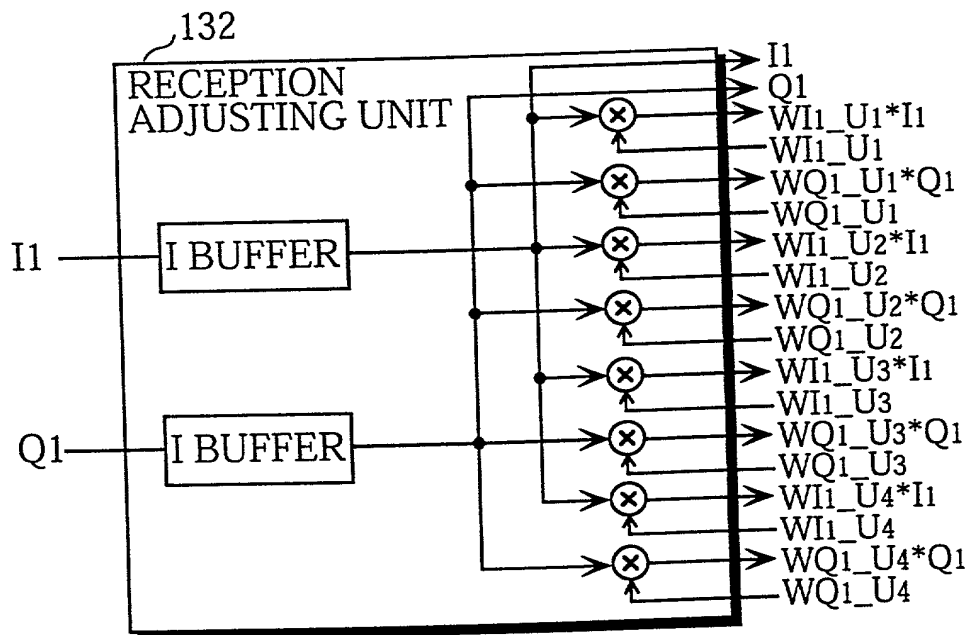 132
RECEPTION
ADJUSTING UNIT
I1
I BUFFER
Q1
I BUFFER
I1
Q1
WI1_U1*I1
WI1_U1
WQ1_U1*Q1
WQ1_U1
WI1_U2*I1
WI1_U2
WQ1_U2*Q1
WQ1_U2
WI1_U3*I1
WI1_U3
WQ1_U3*Q1
WQ1_U3
WI1_U4*I1
WI1_U4
WQ1_U4*Q1
WQ1_U4